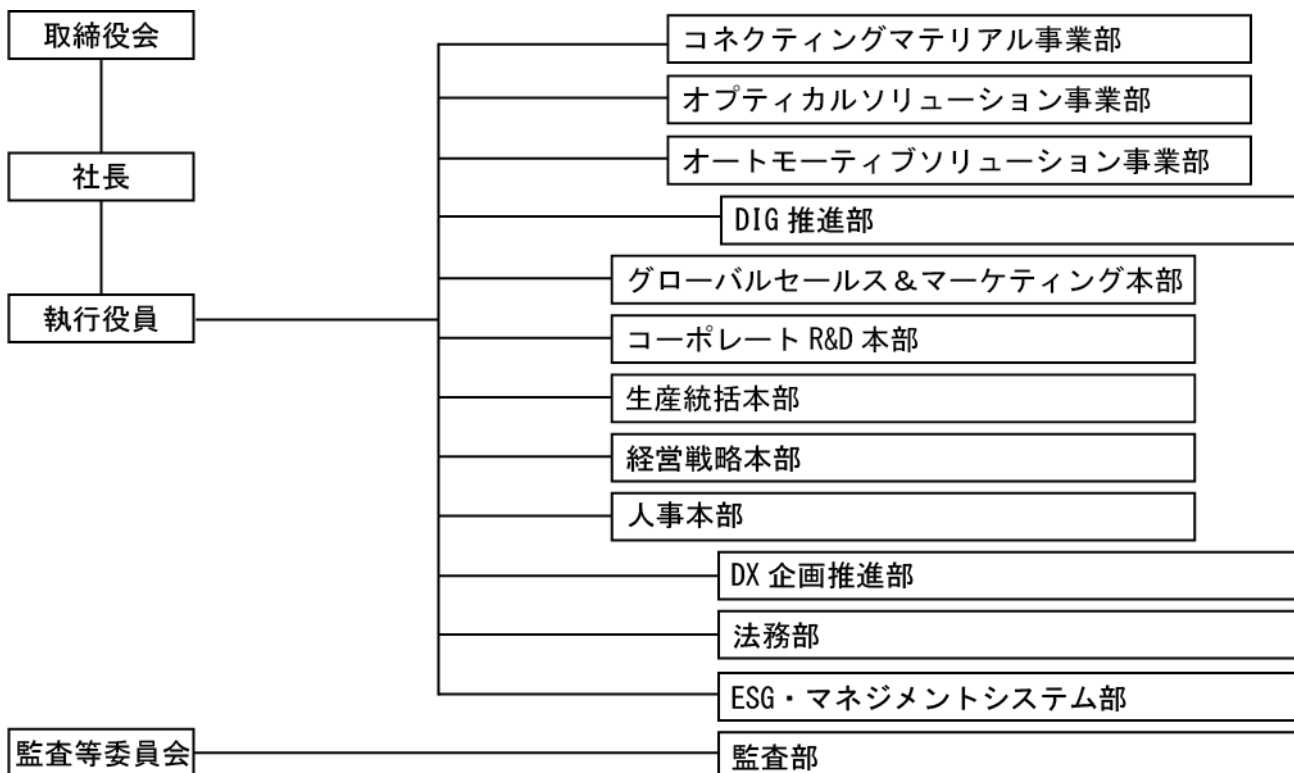 取締役会
社長
執行役員
コネクティングマテリアル事業部
オプティカルソリューション事業部
オートモーティブソリューション事業部
DIG 推進部
グローバルセールス＆マーケティング本部
コーポレート R&D 本部
生産統括本部
経営戦略本部
人事本部
DX 企画推進部
法務部
ESG・マネジメントシステム部
監査等委員会
監査部